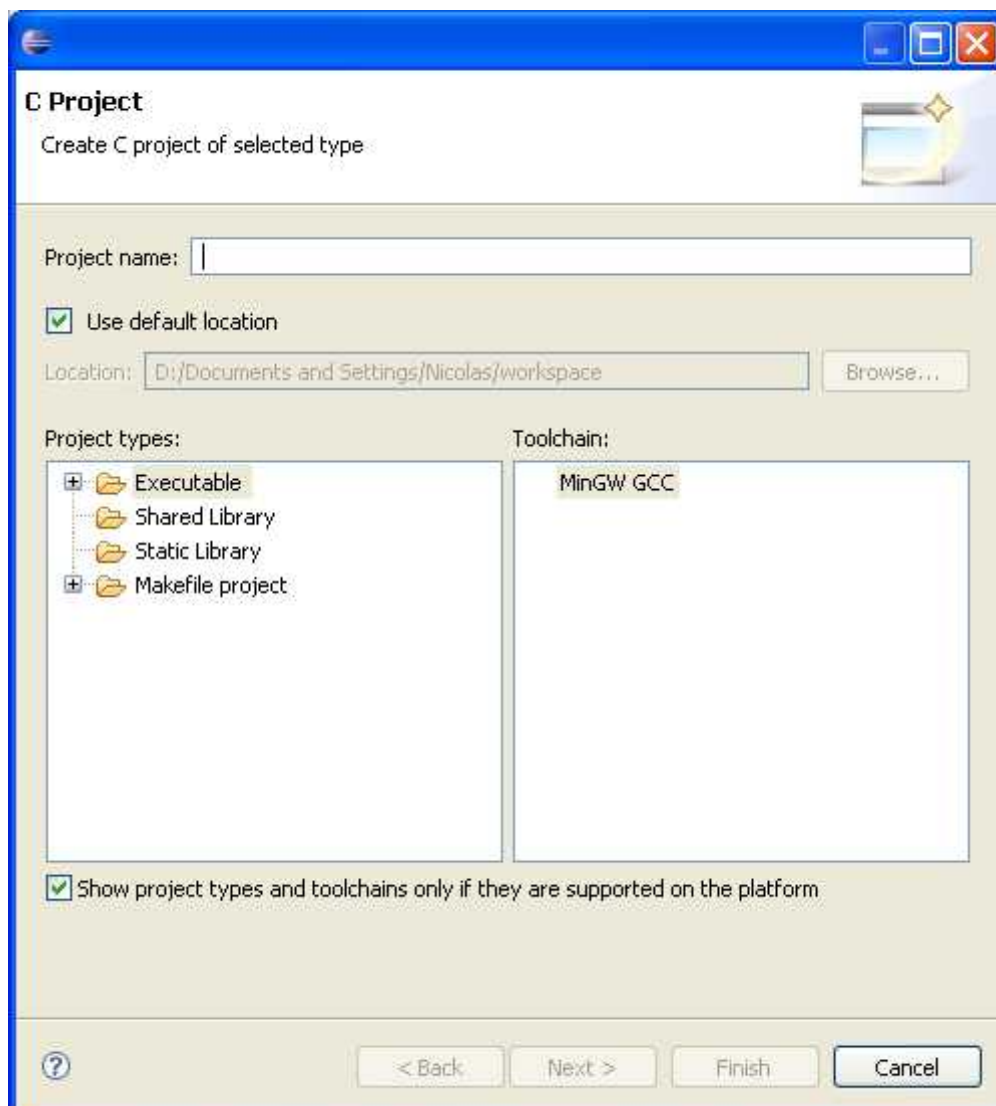 C Project
Create C project of selected type
Project name:
Use default location
Location: D:/Documents and Settings/Nicolas/workspace Browse...
Project types: Toolchain:
Executable MinGW GCC
Shared Library
Static Library
Makefile project
Show project types and toolchains only if they are supported on the platform
< Back Next > Finish Cancel